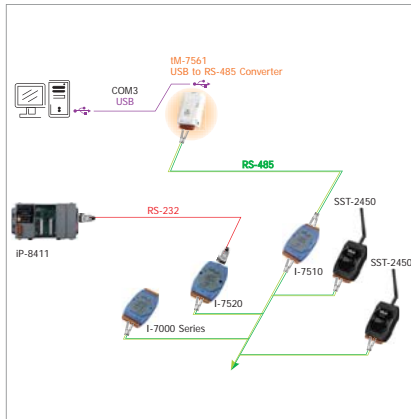 tM-7561
USB to RS-485 Converter
COM3
USB
RS-485
SST-2450
RS-232
iP-8411
I-7510
SST-2450
I-7520
I-7000 Series